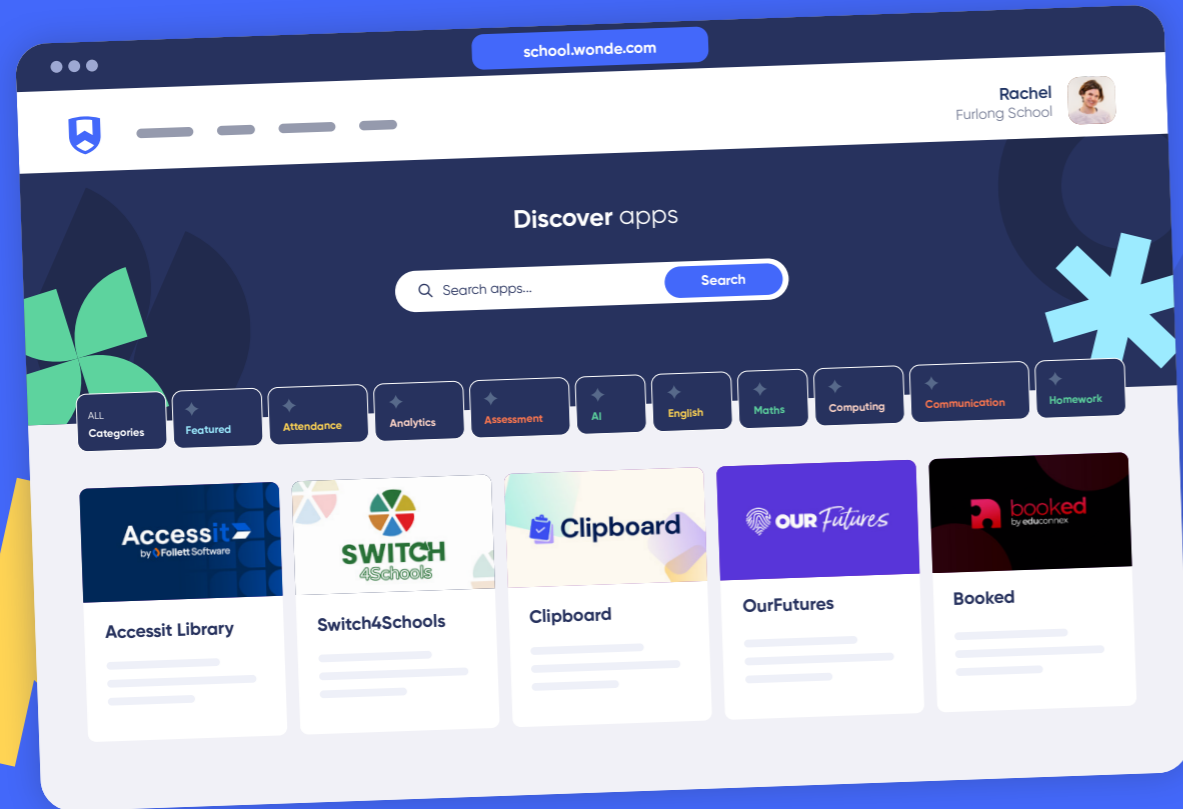 school.wonde.com
Rachel
Furlong School
Discover apps
Search apps...
Search
ALL
Categories
Featured
Attendance
Analytics
Assessment
AI
English
Maths
Computing
Communication
Homework
Accessit
by Follett Software
Accessit Library
SWITCH
4Schools
Switch4Schools
Clipboard
Clipboard
OUR Futures
OurFutures
booked
by educonnex
Booked